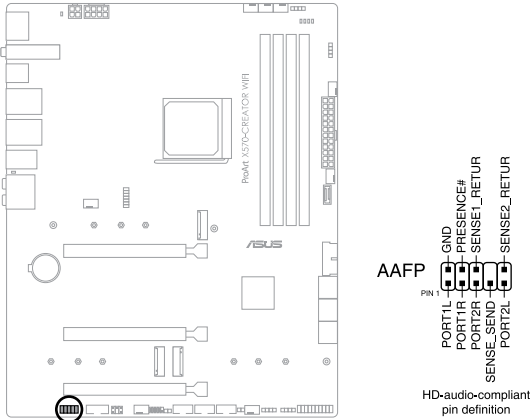 ProArt X570-CREATOR WIFI
ASUS
AAFP
PIN 1
GND
PRESENCE#
SENSE1_RETUR
SENSE2_RETUR
PORT1L
PORT1R
PORT2R
SENSE_SEND
PORT2L
HD-audio-compliant
pin definition